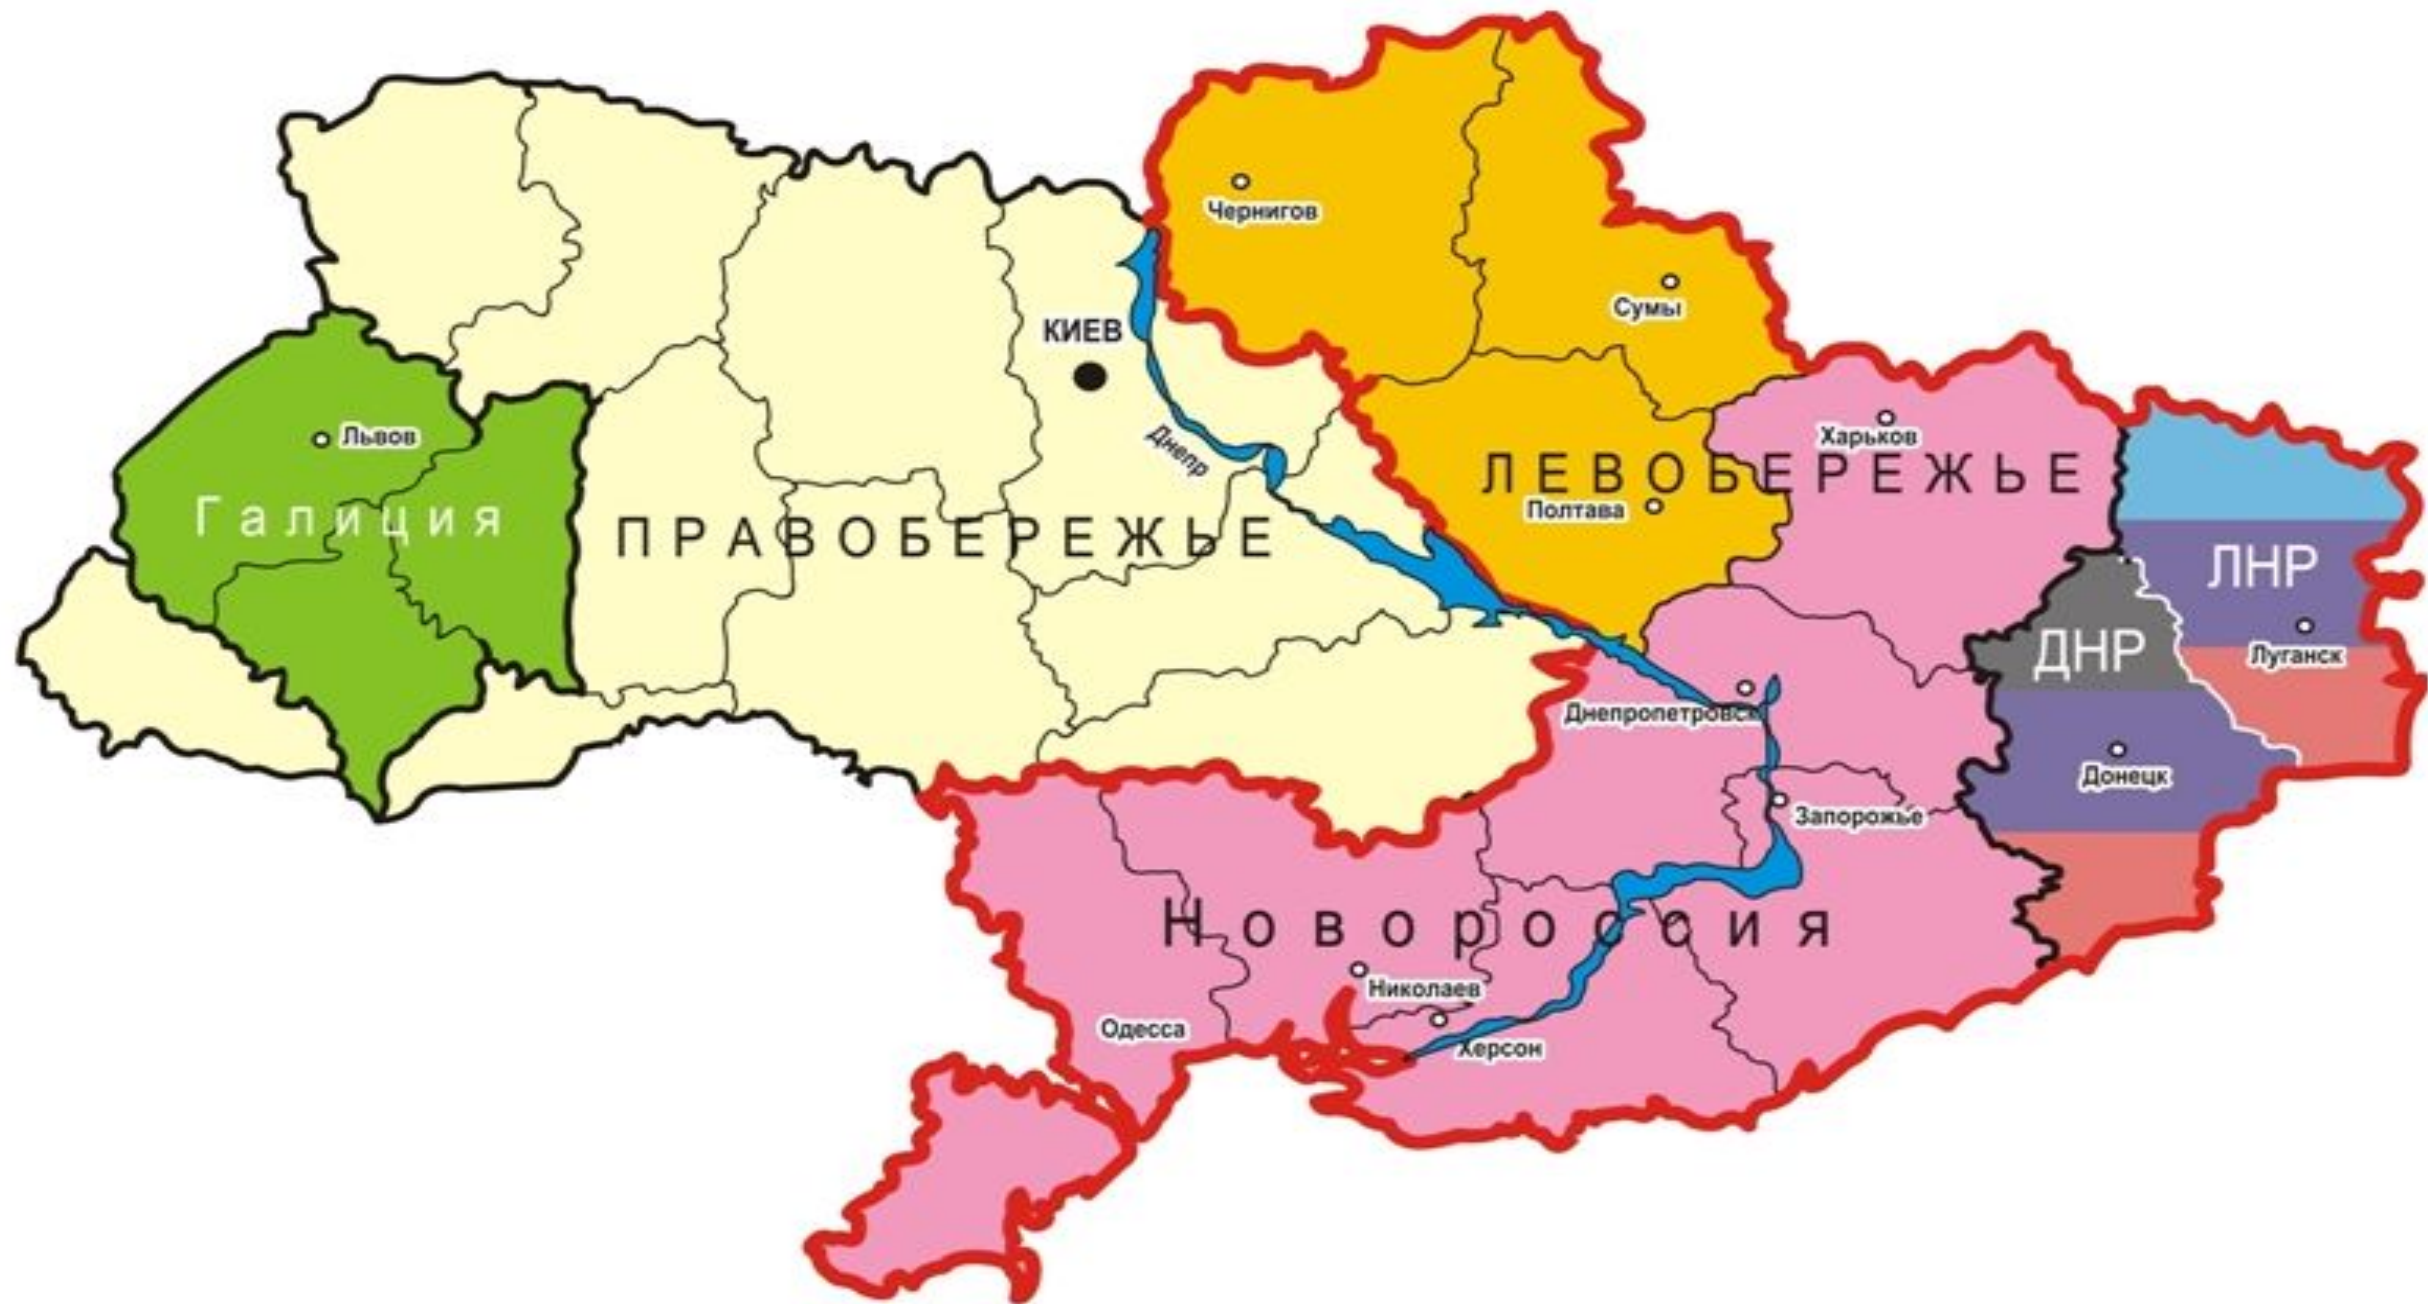 Чернигов
Сумы
КИЕВ
Днепр
Львов
Галиция
ПРАВОБЕРЕЖЬЕ
Харьков
ЛЕВОБЕРЕЖЬЕ
Полтава
ЛНР
Луганск
ДНР
Донецк
Днепропетровск
Запорожье
Новороссия
Николаев
Одесса
Херсон